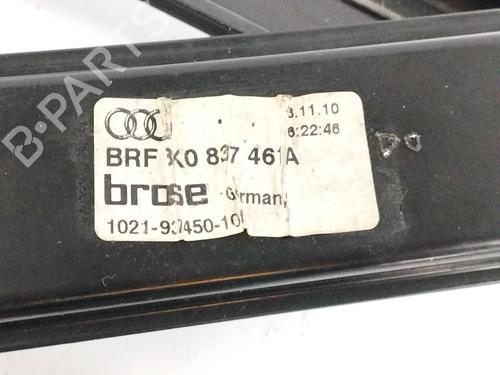 3.11.10
6:22:46
BRF K0 837 461A
brose German,
1021-937450-10
B-PARTS